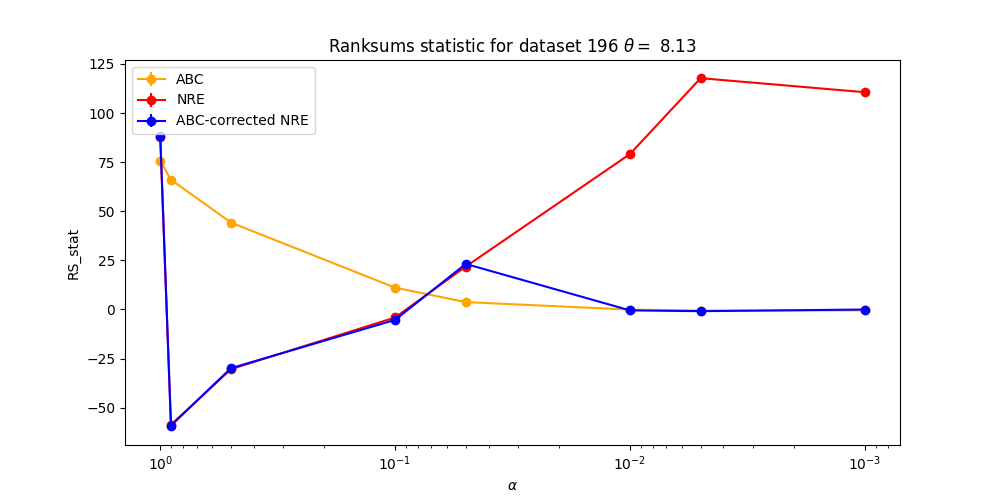 Ranksums statistic for dataset 196 θ = 8.13
ABC
NRE
ABC-corrected NRE
RS_stat
125
100
75
50
25
0
−25
−50
10⁰
10⁻¹
10⁻²
10⁻³
α